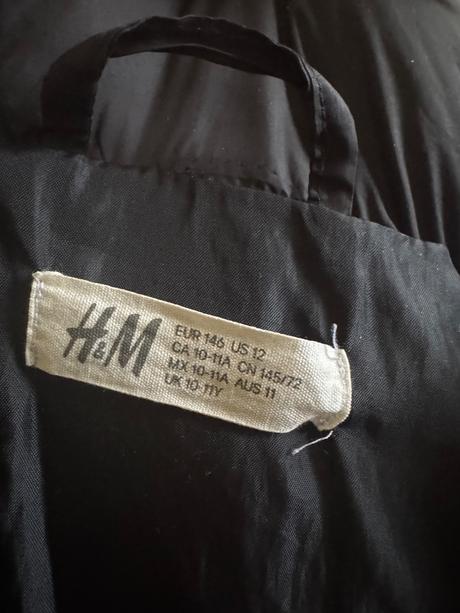 H&M
EUR 146 US 12
CA 10-11A CN 145/72
MX 10-11A AUS 11
UK 10-11Y